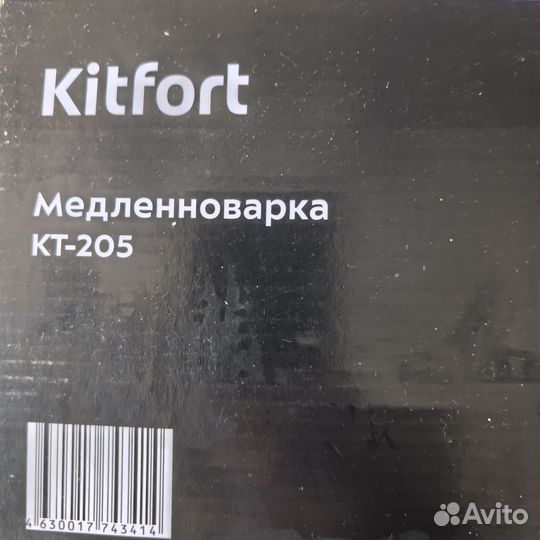 Kitfort
Медленноварка
КТ-205
4 630017 743414
Avito